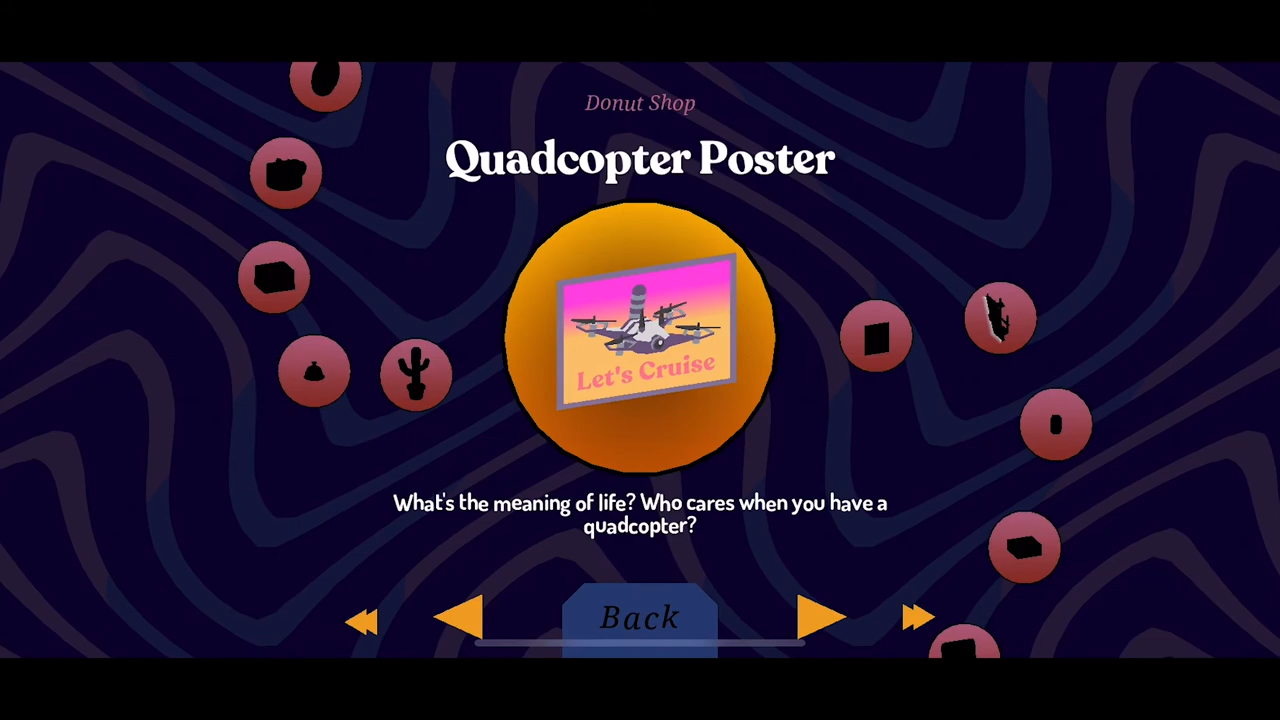 Donut Shop
Quadcopter Poster
Let's Cruise
What's the meaning of life? Who cares when you have a
quadcopter?
Back